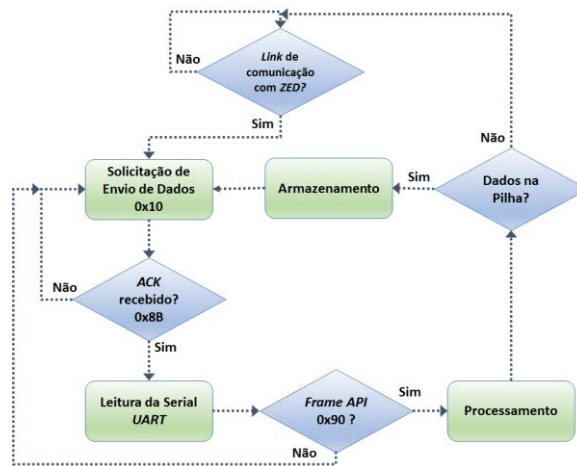 Link de
comunicação
com ZED?
Não
Sim
Não
Solicitação de
Envio de Dados
0x10
Armazenamento
Sim
Dados na
Pilha?
Não
ACK
recebido?
0x8B
Sim
Leitura da Serial
UART
Frame API
0x90 ?
Sim
Processamento
Não